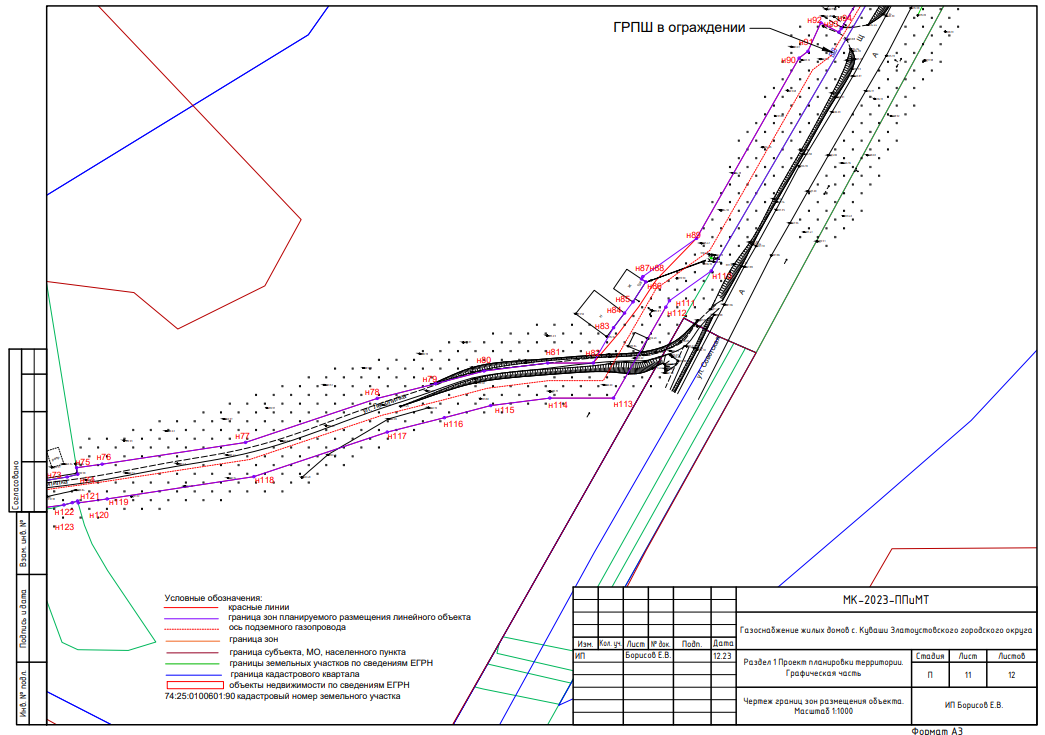 ГРПШ в ограждении
н92
н93
н94
н91
н90
Щ
А
н89
н87
н88
н86
н110
н85
н84
н111
н112
н83
А
н82
н81
н80
н79
н78
н113
н114
н115
н116
н117
н77
н76
н75
н73
н118
н121
н119
н122
н120
н123
Согласовано
Взам. инв. №
Подпись и дата
Инв. № подл.
Условные обозначения:
красные линии
граница зон планируемого размещения линейного объекта
ось подземного газопровода
граница зон
граница субъекта, МО, населенного пункта
границы земельных участков по сведениям ЕГРН
граница кадастрового квартала
объекты недвижимости по сведениям ЕГРН
74:25:0100601:90 кадастровый номер земельного участка
МК-2023-ППиМТ
Газоснабжение жилых домов с. Куваши Златоустовского городского округа
Изм. Кол. уч. Лист № док. Подп. Дата
ИП Борисов Е.В. 12.23
Раздел 1 Проект планировки территории.
Графическая часть
Стадия Лист Листов
П 11 12
Чертеж границ зон размещения объекта.
Масштаб 1:1000
ИП Борисов Е.В.
Формат А3